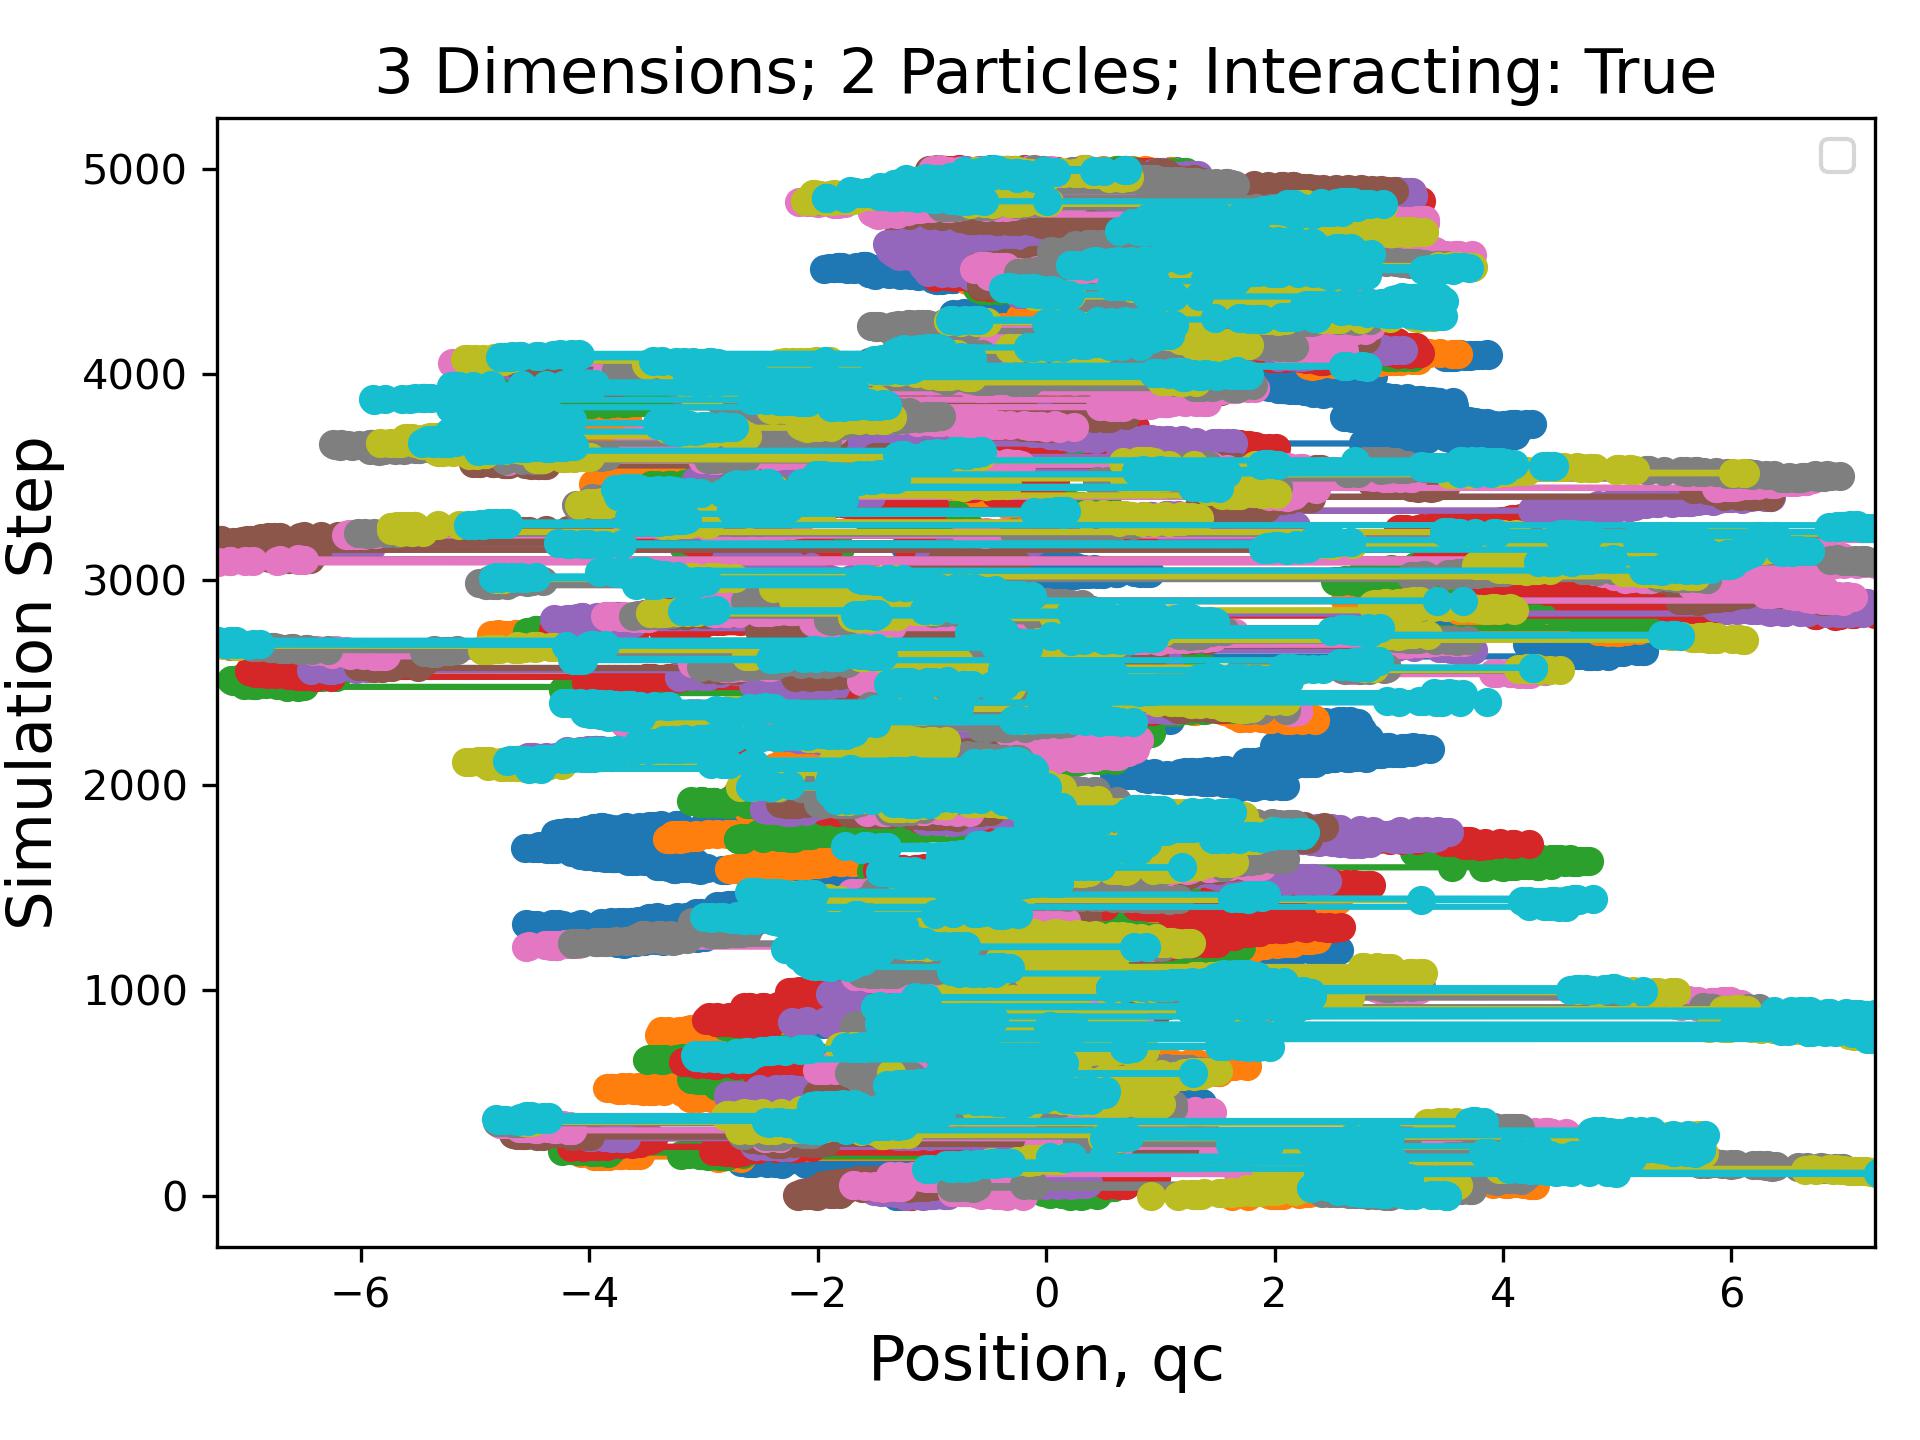 3 Dimensions; 2 Particles; Interacting: True
5000
4000
3000
2000
1000
0
Simulation Step
−6 −4 −2 0 2 4 6
Position, qc